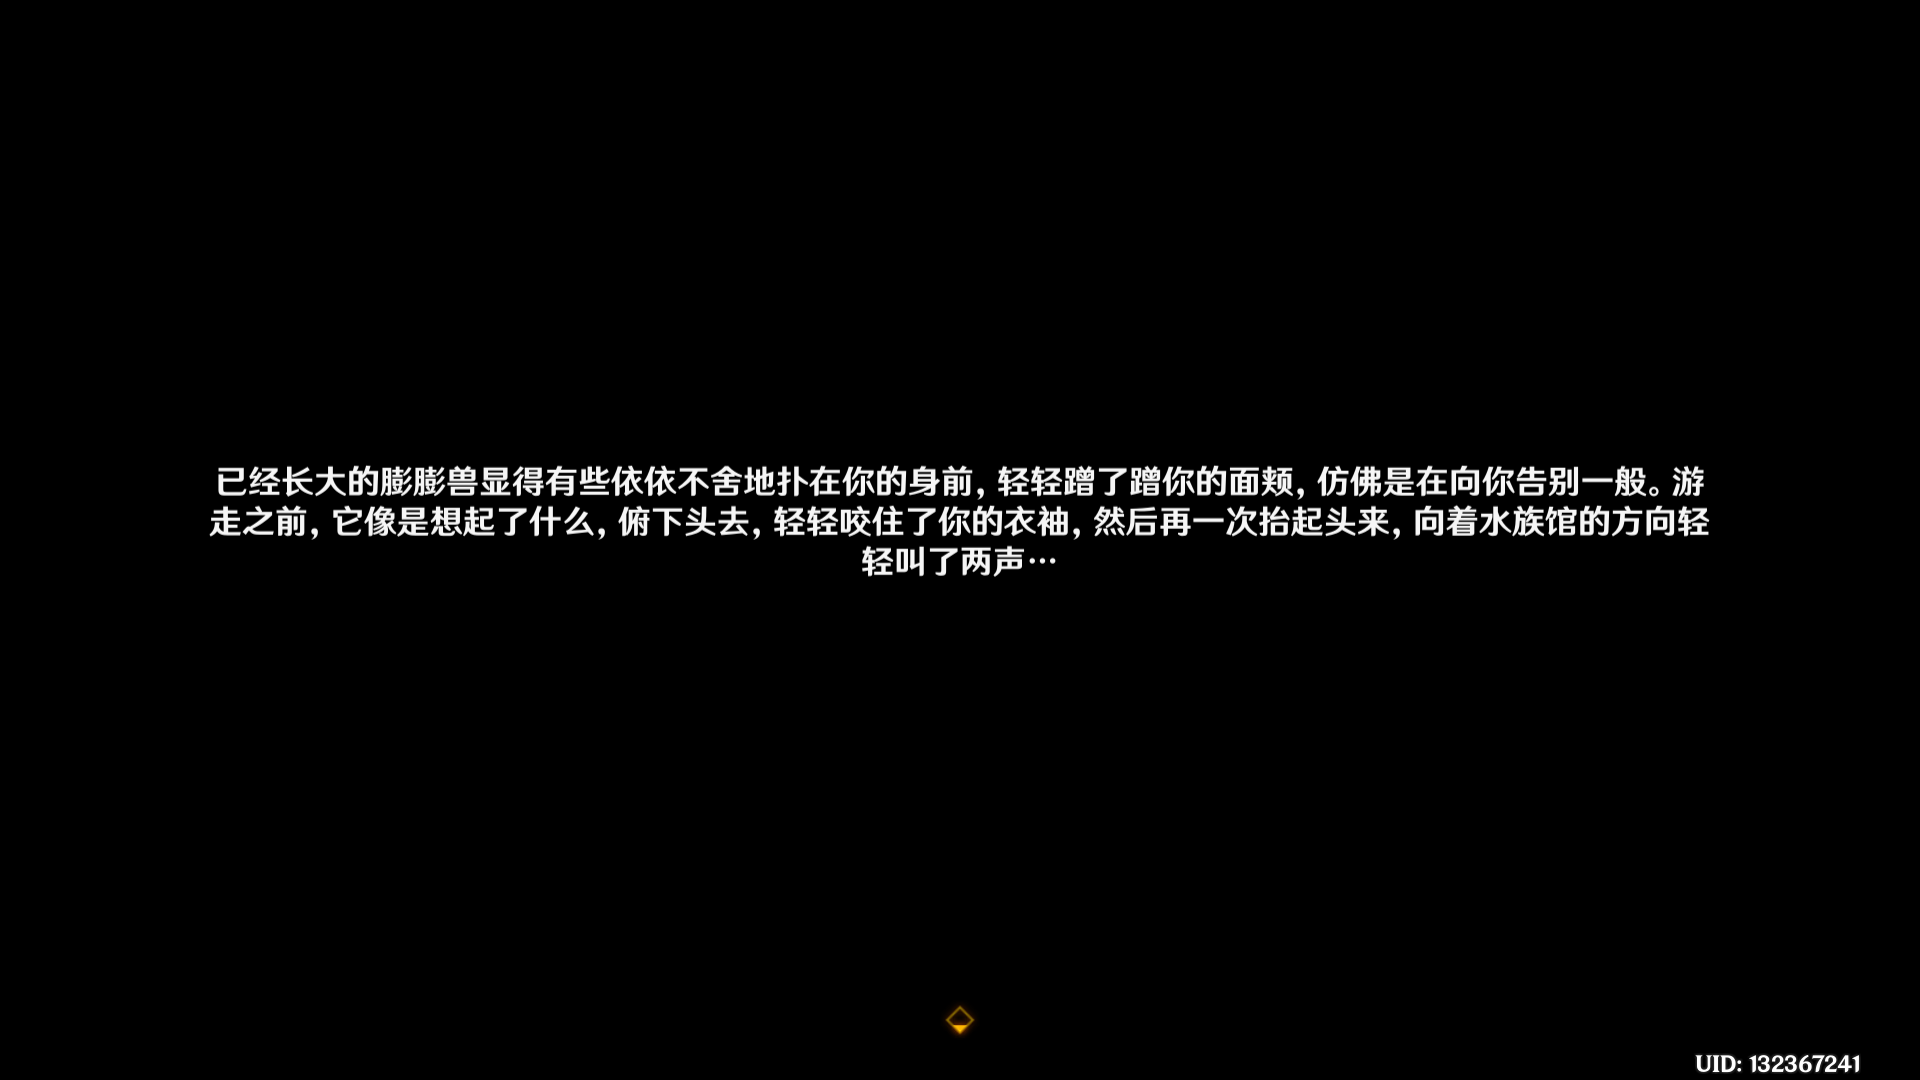 已经长大的膨膨兽显得有些依依不舍地扑在你的身前，轻轻蹭了蹭你的面颊，仿佛是在向你告别一般。游
走之前，它像是想起了什么，俯下头去，轻轻咬住了你的衣袖，然后再一次抬起头来，向着水族馆的方向轻
轻叫了两声…
UID: 132367241